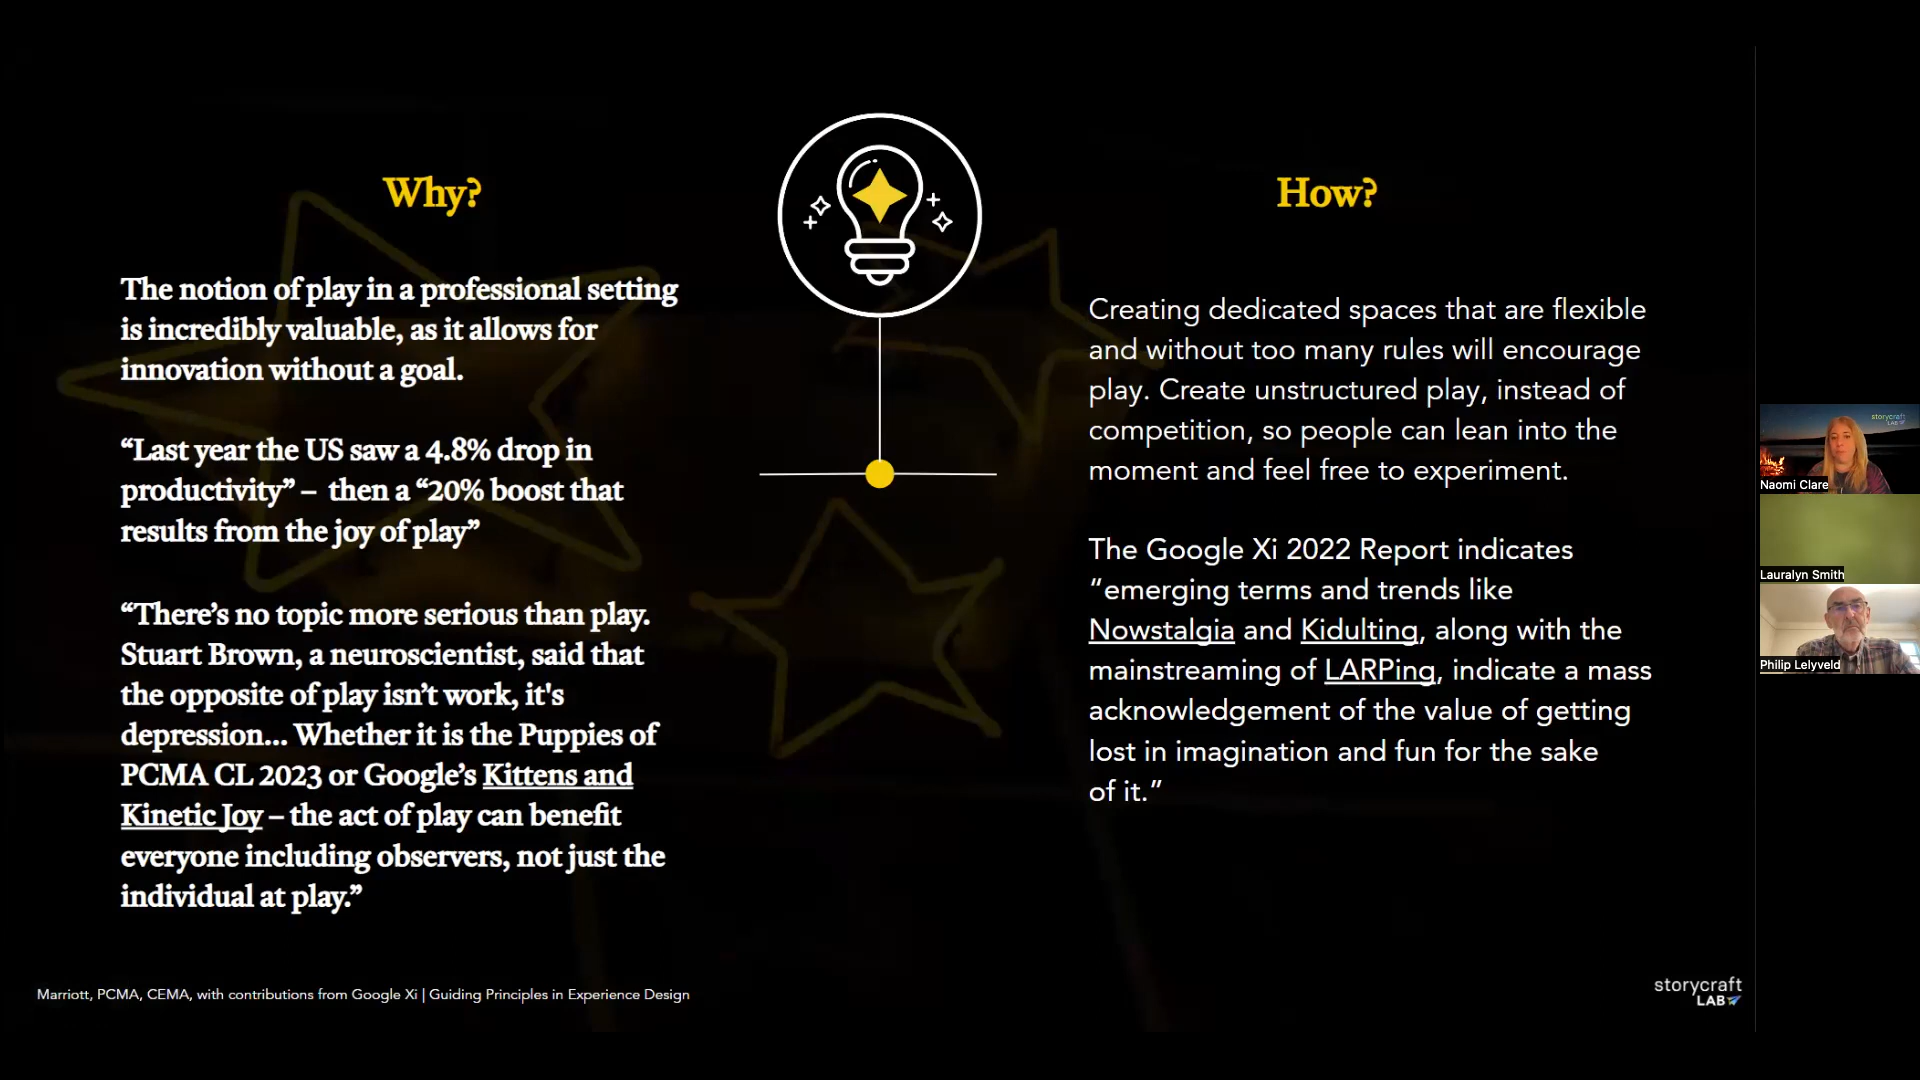 Why?
The notion of play in a professional setting
is incredibly valuable, as it allows for
innovation without a goal.
“Last year the US saw a 4.8% drop in
productivity” – then a “20% boost that
results from the joy of play”
“There’s no topic more serious than play.
Stuart Brown, a neuroscientist, said that
the opposite of play isn’t work, it's
depression... Whether it is the Puppies of
PCMA CL 2023 or Google’s Kittens and
Kinetic Joy – the act of play can benefit
everyone including observers, not just the
individual at play.”
How?
Creating dedicated spaces that are flexible
and without too many rules will encourage
play. Create unstructured play, instead of
competition, so people can lean into the
moment and feel free to experiment.
The Google Xi 2022 Report indicates
“emerging terms and trends like
Nowstalgia and Kidulting, along with the
mainstreaming of LARPing, indicate a mass
acknowledgement of the value of getting
lost in imagination and fun for the sake
of it.”
Marriott, PCMA, CEMA, with contributions from Google Xi | Guiding Principles in Experience Design
storycraft
LAB
storycraft
LAB
Naomi Clare
Lauralyn Smith
Philip Lelyveld